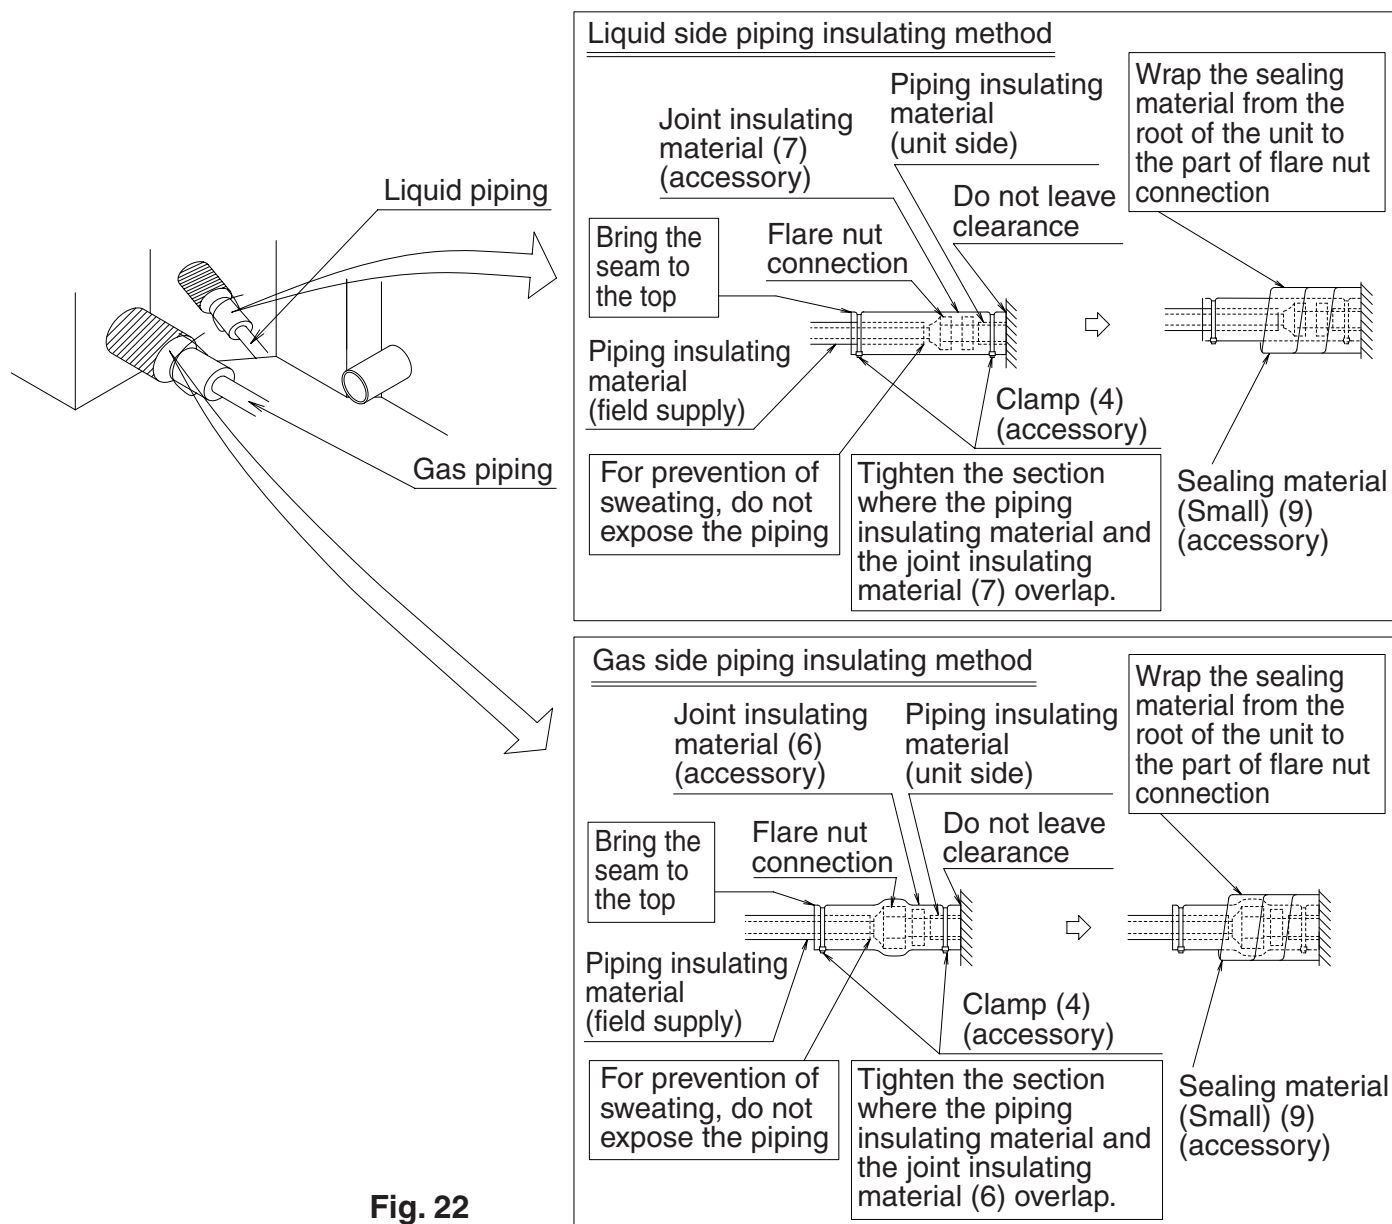 Liquid side piping insulating method
Piping insulating
material
(unit side)
Wrap the sealing
material from the
root of the unit to
the part of flare nut
connection
Joint insulating
material (7)
(accessory)
Liquid piping
Do not leave
clearance
Bring the
seam to
the top
Flare nut
connection
Piping insulating
material
(field supply)
Clamp (4)
(accessory)
Gas piping
For prevention of
sweating, do not
expose the piping
Tighten the section
where the piping
insulating material and
the joint insulating
material (7) overlap.
Sealing material
(Small) (9)
(accessory)
Gas side piping insulating method
Joint insulating
material (6)
(accessory)
Piping insulating
material
(unit side)
Wrap the sealing
material from the
root of the unit to
the part of flare nut
connection
Bring the
seam to
the top
Flare nut
connection
Do not leave
clearance
Piping insulating
material
(field supply)
Clamp (4)
(accessory)
For prevention of
sweating, do not
expose the piping
Tighten the section
where the piping
insulating material and
the joint insulating
material (6) overlap.
Sealing material
(Small) (9)
(accessory)
Fig. 22